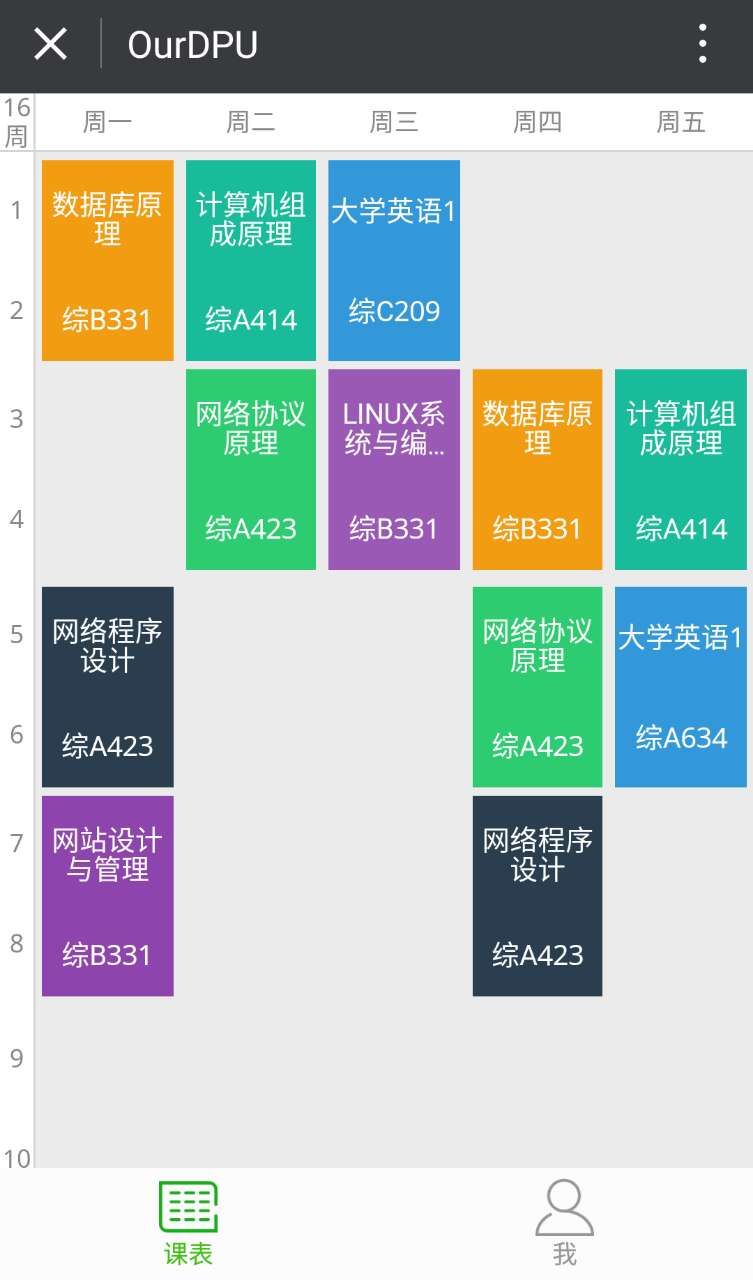 OurDPU
16
周
周一
周二
周三
周四
周五
1
数据库原
理
综B331
计算机组
成原理
综A414
大学英语1
综C209
2
3
网络协议
原理
综A423
LINUX系
统与编...
综B331
数据库原
理
综B331
计算机组
成原理
综A414
4
5
网络程序
设计
综A423
网络协议
原理
综A423
大学英语1
综A634
6
7
网站设计
与管理
综B331
网络程序
设计
综A423
8
9
10
课表
我